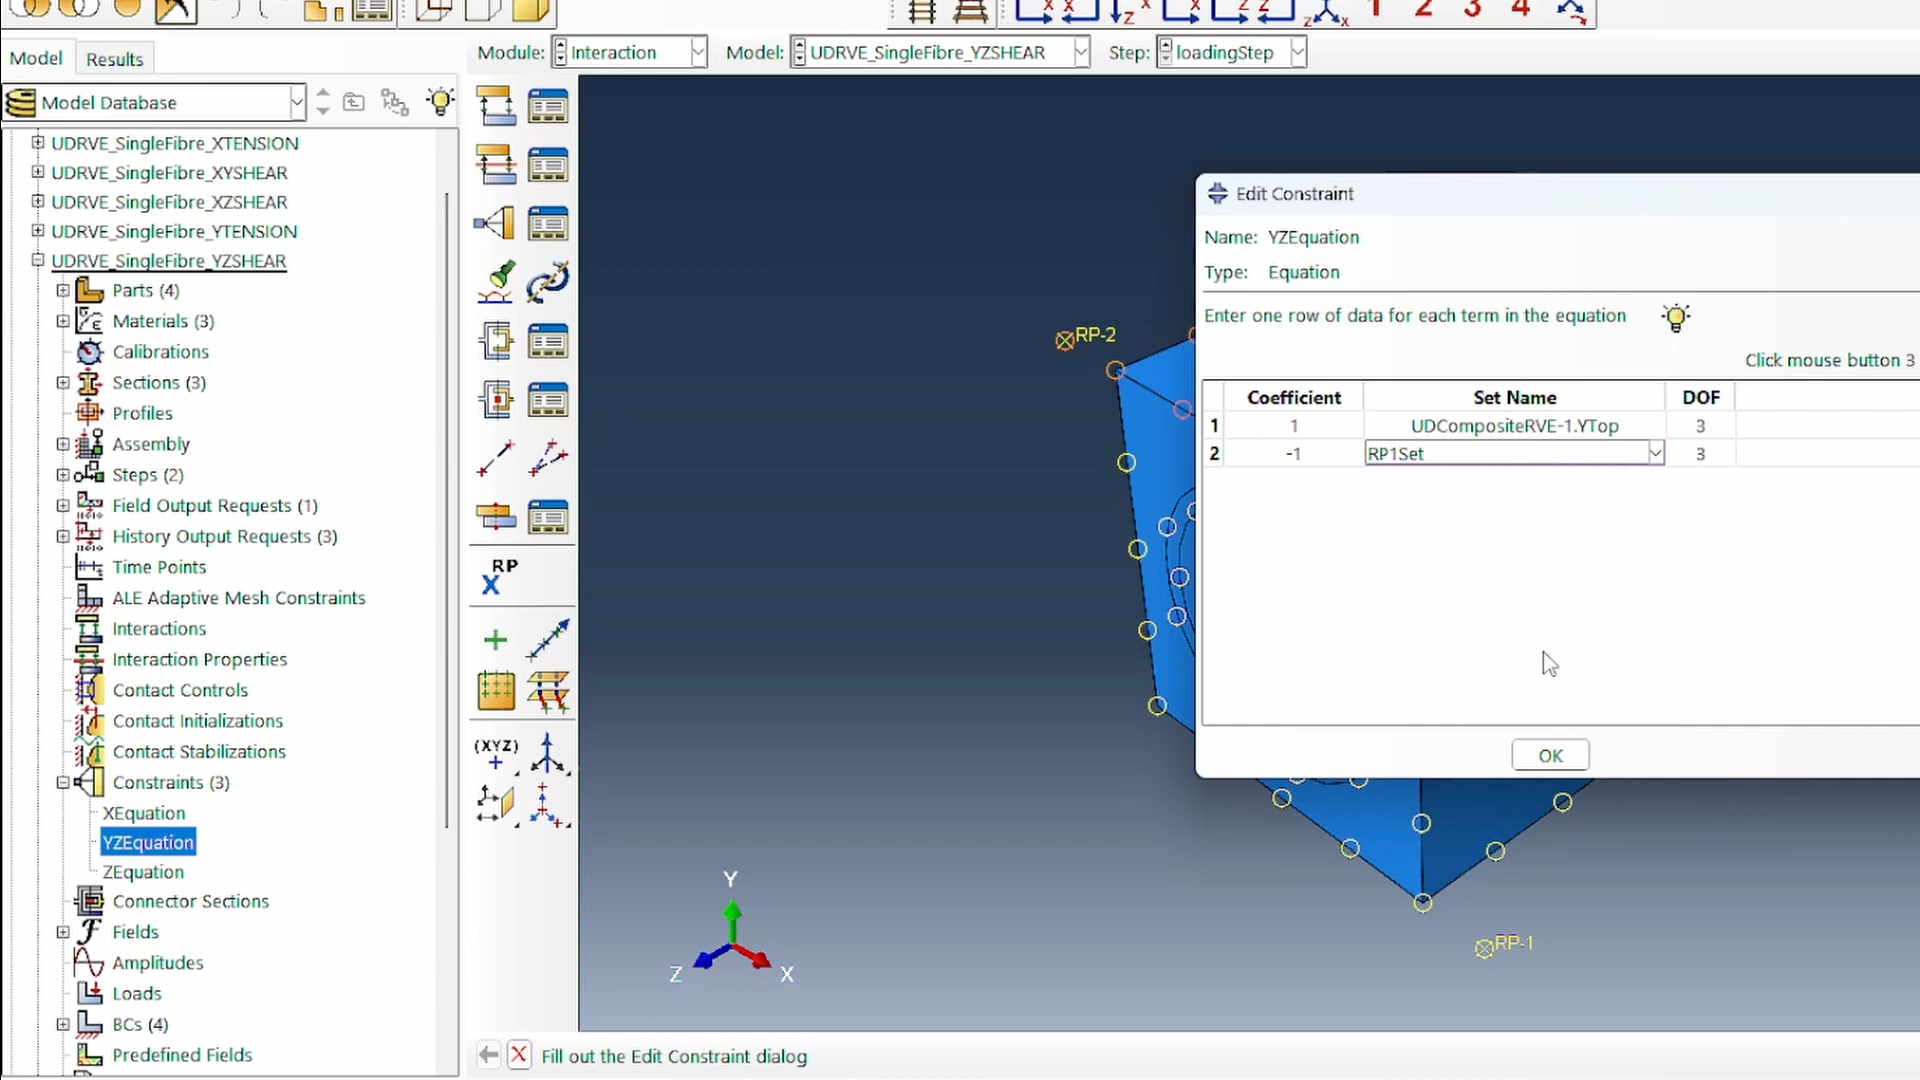 1 2 3 4
Model Results
Module: Interaction Model: UDRVE_SingleFibre_YZSHEAR Step: loadingStep
Model Database
UDRVE_SingleFibre_XTENSION
UDRVE_SingleFibre_XYSHEAR
UDRVE_SingleFibre_XZSHEAR
UDRVE_SingleFibre_YTENSION
UDRVE_SingleFibre_YZSHEAR
Parts (4)
Materials (3)
Calibrations
Sections (3)
Profiles
Assembly
Steps (2)
Field Output Requests (1)
History Output Requests (3)
Time Points
ALE Adaptive Mesh Constraints
Interactions
Interaction Properties
Contact Controls
Contact Initializations
Contact Stabilizations
Constraints (3)
XEquation
YZEquation
ZEquation
Connector Sections
Fields
Amplitudes
Loads
BCs (4)
Predefined Fields
RP
(XYZ)
RP-2
RP-1
Y
Z
X
Edit Constraint
Name: YZEquation
Type: Equation
Enter one row of data for each term in the equation
Click mouse button 3
Coefficient Set Name DOF
1 1 UDCompositeRVE-1.YTop 3
2 -1 RP1Set 3
OK
Fill out the Edit Constraint dialog